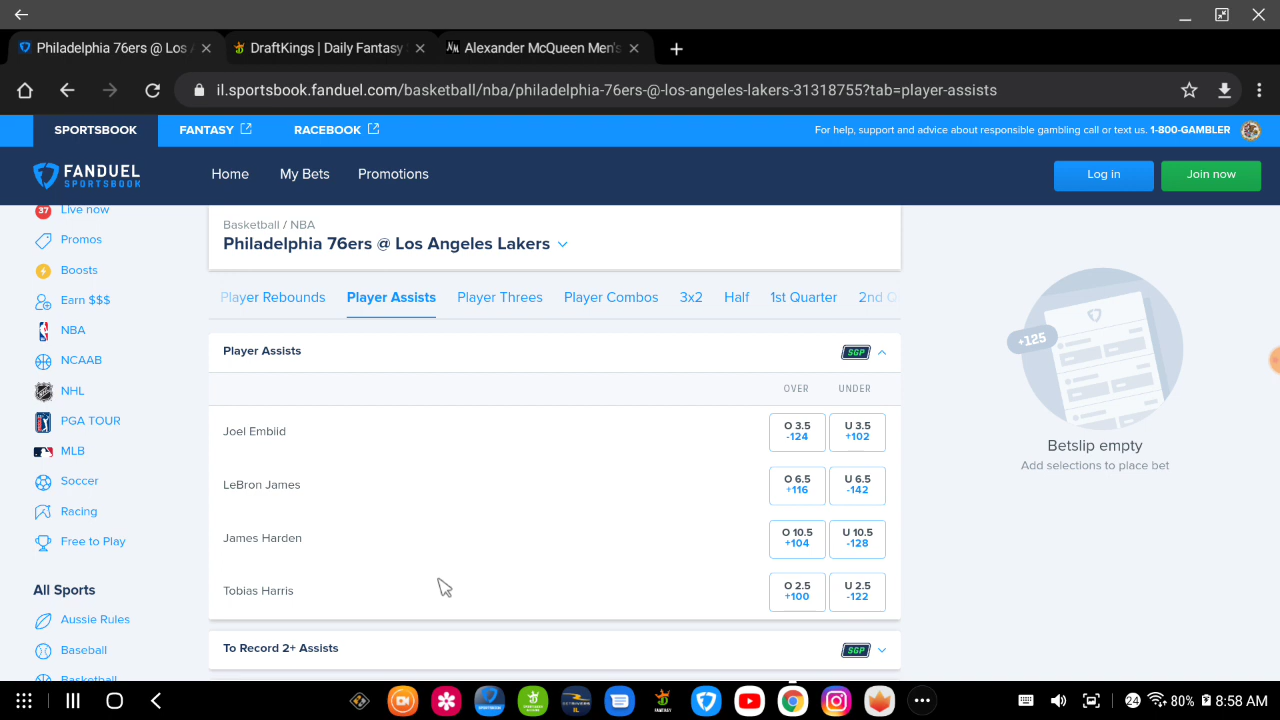 Philadelphia 76ers @ Los A
DraftKings | Daily Fantasy
Alexander McQueen Men's
il.sportsbook.fanduel.com/basketball/nba/philadelphia-76ers-@-los-angeles-lakers-31318755?tab=player-assists
SPORTSBOOK FANTASY RACEBOOK For help, support and advice about responsible gambling call or text us. 1-800-GAMBLER
FANDUEL
SPORTSBOOK
Home My Bets Promotions Log in Join now
37 Live now
Promos
Boosts
Earn $$$
NBA
NCAAB
NHL
PGA TOUR
MLB
Soccer
Racing
Free to Play
All Sports
Aussie Rules
Baseball
Basketball
Basketball / NBA
Philadelphia 76ers @ Los Angeles Lakers
Player Rebounds Player Assists Player Threes Player Combos 3x2 Half 1st Quarter 2nd Q
Player Assists SGP
OVER UNDER
Joel Embiid O 3.5 -124 U 3.5 +102
LeBron James O 6.5 +116 U 6.5 -142
James Harden O 10.5 +104 U 10.5 -128
Tobias Harris O 2.5 +100 U 2.5 -122
To Record 2+ Assists SGP
+125
Betslip empty
Add selections to place bet
24 80% 8:58 AM